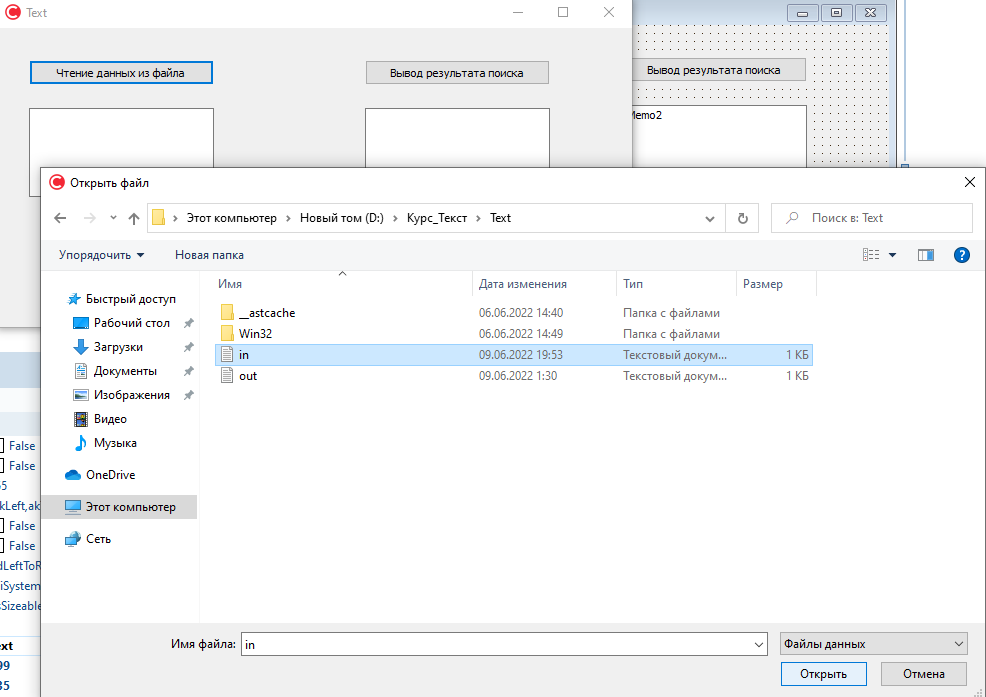 Text
Чтение данных из файла
Вывод результата поиска
Вывод результата поиска
Memo2
Открыть файл
Этот компьютер
Новый том (D:)
Курс_Текст
Text
Поиск в: Text
Упорядочить
Новая папка
Имя
Дата изменения
Тип
Размер
Быстрый доступ
Рабочий стол
Загрузки
Документы
Изображения
Видео
Музыка
OneDrive
Этот компьютер
Сеть
__astcache 06.06.2022 14:40 Папка с файлами
Win32 06.06.2022 14:49 Папка с файлами
in 09.06.2022 19:53 Текстовый докум... 1 КБ
out 09.06.2022 1:30 Текстовый докум... 1 КБ
False
False
kLeft,ak
False
False
dLeftToR
iSystem
sSizeable
ext
99
35
Имя файла: in
Файлы данных
Открыть
Отмена